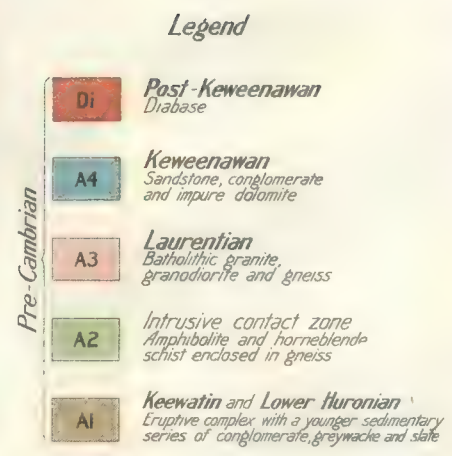 Legend
Pre-Cambrian
Di
Post-Keweenawan
Diabase
A4
Keweenawan
Sandstone, conglomerate
and impure dolomite
A3
Laurentian
Batholithic granite,
granodiorite and gneiss
A2
Intrusive contact zone
Amphibolite and horneblende
schist enclosed in gneiss
A1
Keewatin and Lower Huronian
Eruptive complex with a younger sedimentary
series of conglomerate, greywacke and slate